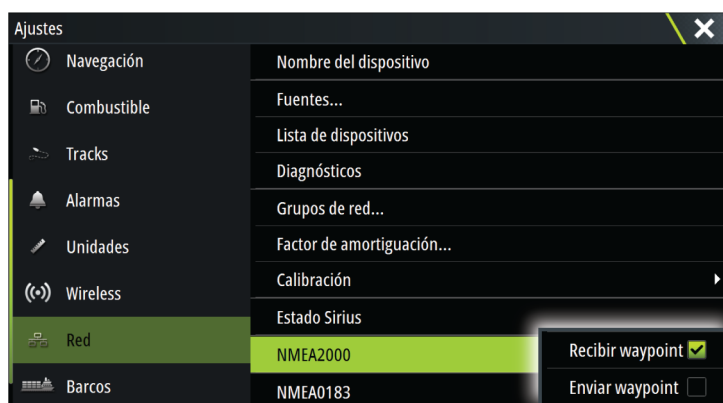 Ajustes
Navegación
Combustible
Tracks
Alarmas
Unidades
Wireless
Red
Barcos
Nombre del dispositivo
Fuentes...
Lista de dispositivos
Diagnósticos
Grupos de red...
Factor de amortiguación...
Calibración
Estado Sirius
NMEA2000
NMEA0183
Recibir waypoint
Enviar waypoint